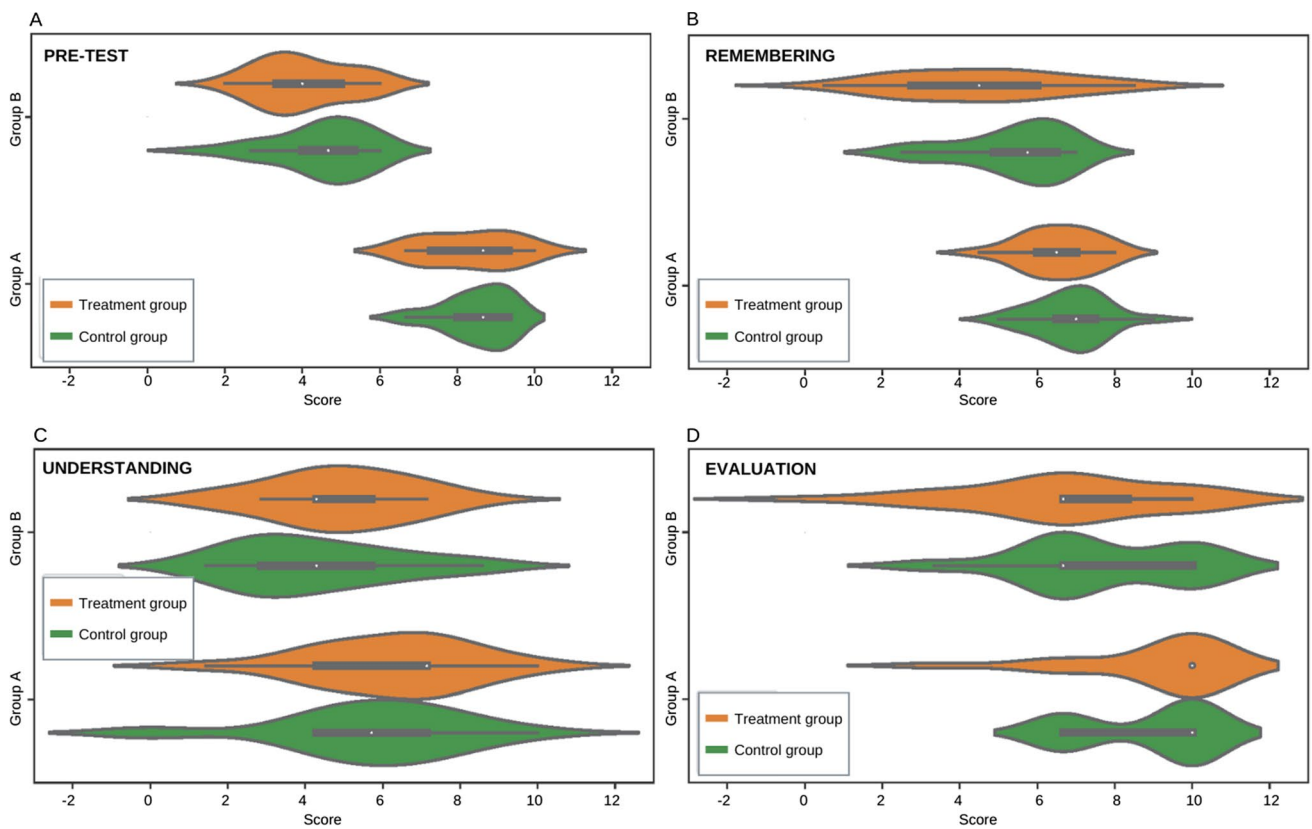 A
PRE-TEST
Group B
Group A
Treatment group
Control group
-2 0 2 4 6 8 10 12
Score
B
REMEMBERING
Group B
Group A
Treatment group
Control group
-2 0 2 4 6 8 10 12
Score
C
UNDERSTANDING
Group B
Treatment group
Control group
Group A
-2 0 2 4 6 8 10 12
Score
D
EVALUATION
Group B
Group A
Treatment group
Control group
-2 0 2 4 6 8 10 12
Score